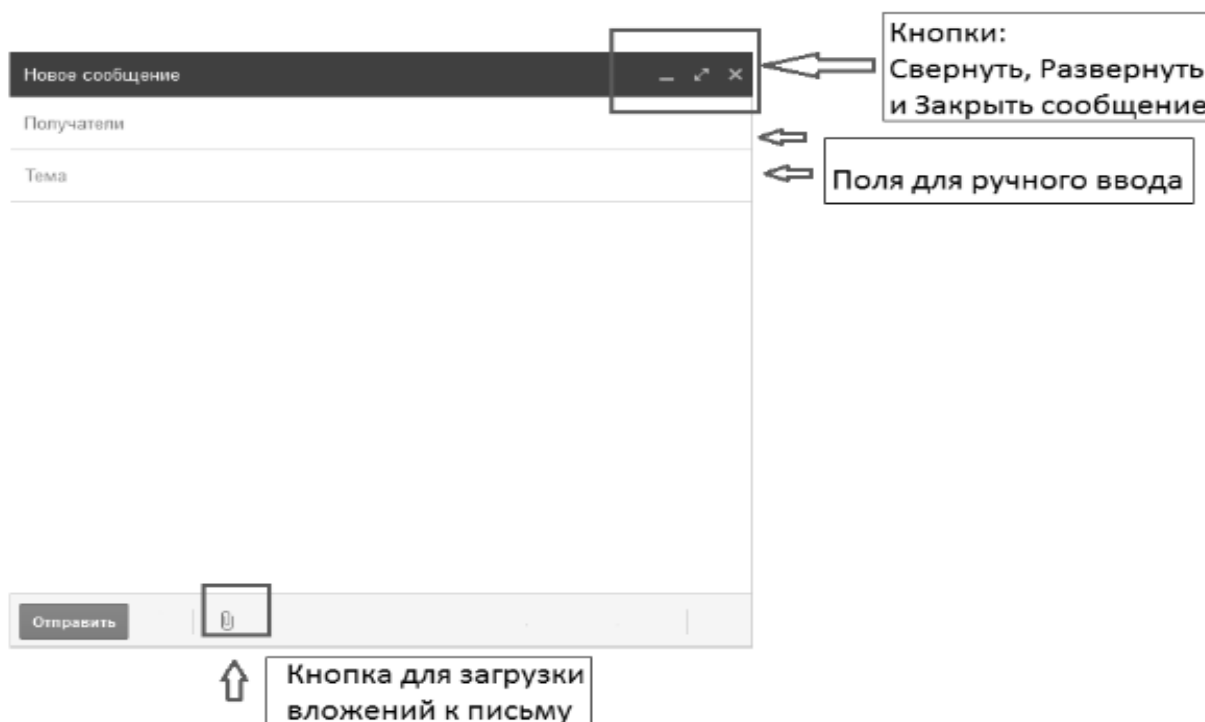 Кнопки:
Свернуть, Развернуть
и Закрыть сообщение
Новое сообщение
Получатели
Тема
Поля для ручного ввода
Отправить
Кнопка для загрузки
вложений к письму